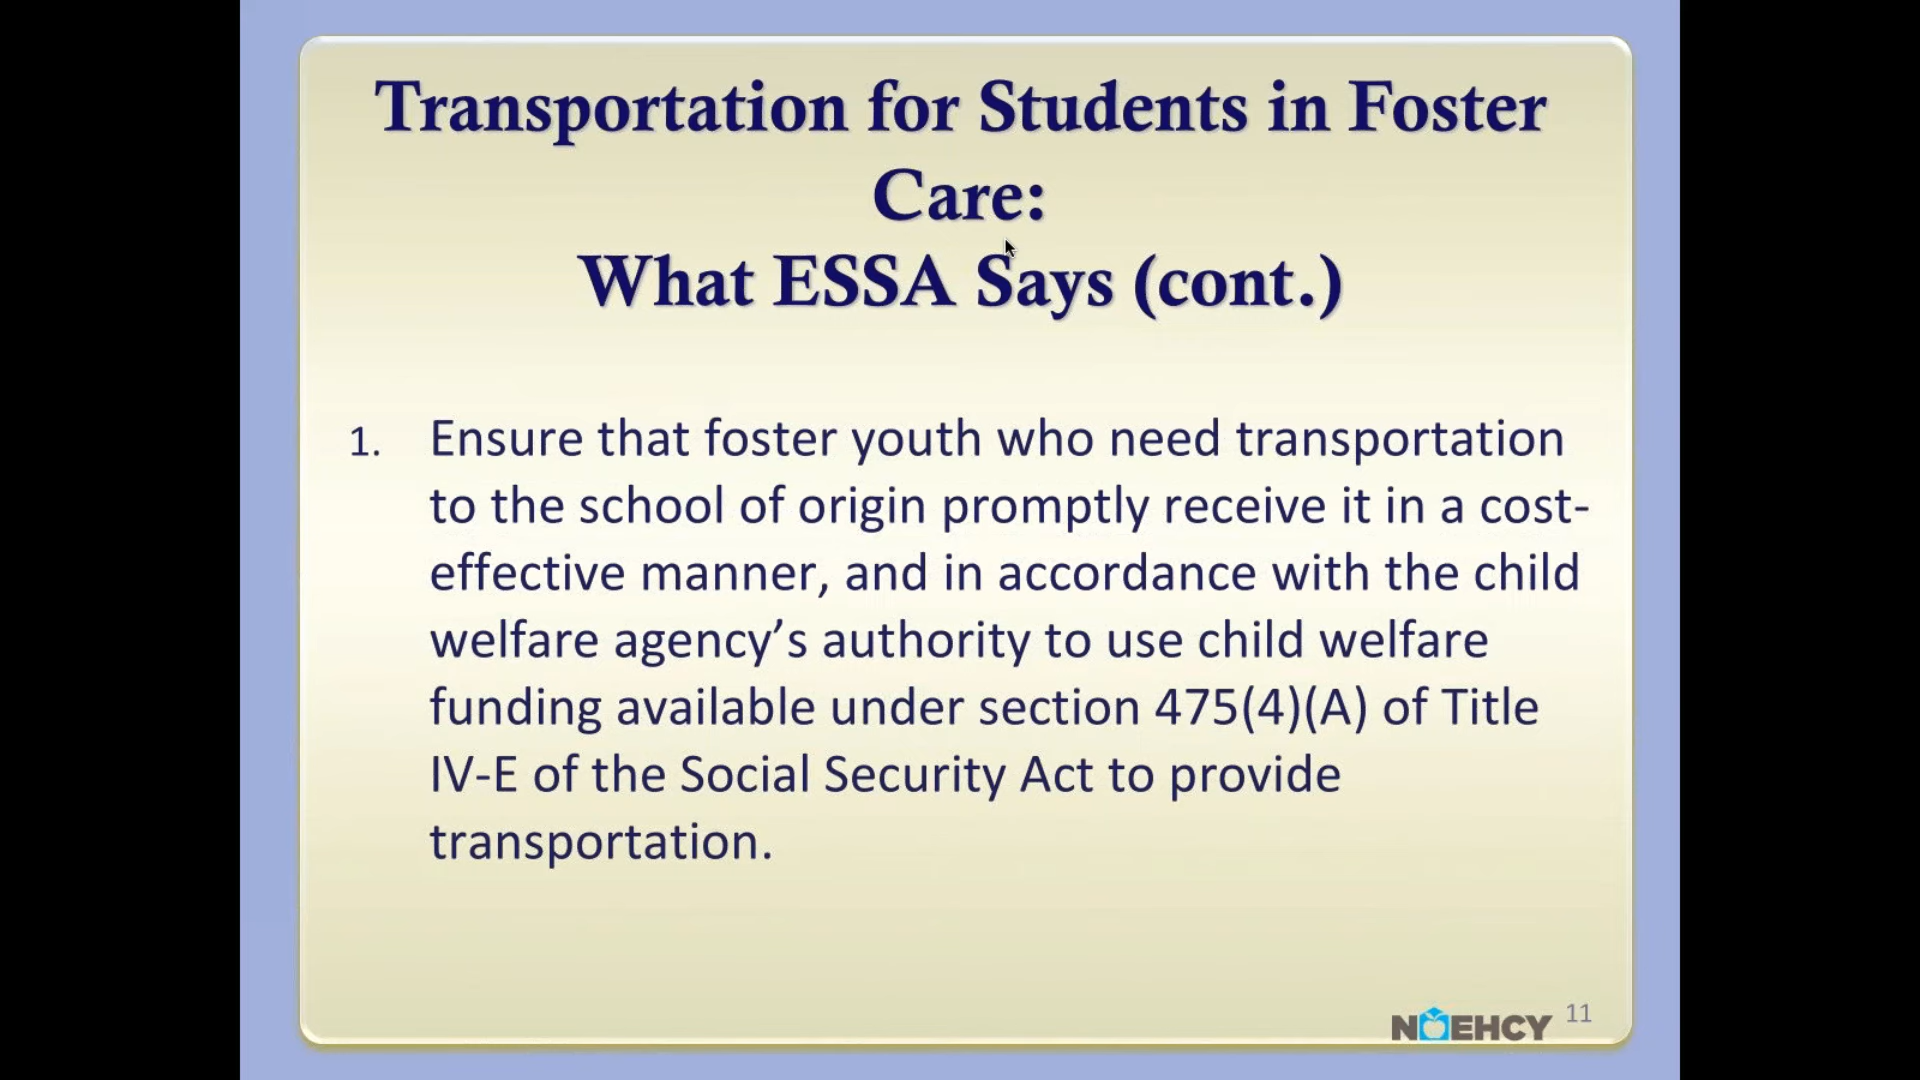 Transportation for Students in Foster
Care:
What ESSA Says (cont.)
1. Ensure that foster youth who need transportation
to the school of origin promptly receive it in a cost-
effective manner, and in accordance with the child
welfare agency’s authority to use child welfare
funding available under section 475(4)(A) of Title
IV-E of the Social Security Act to provide
transportation.
NAEHCY 11